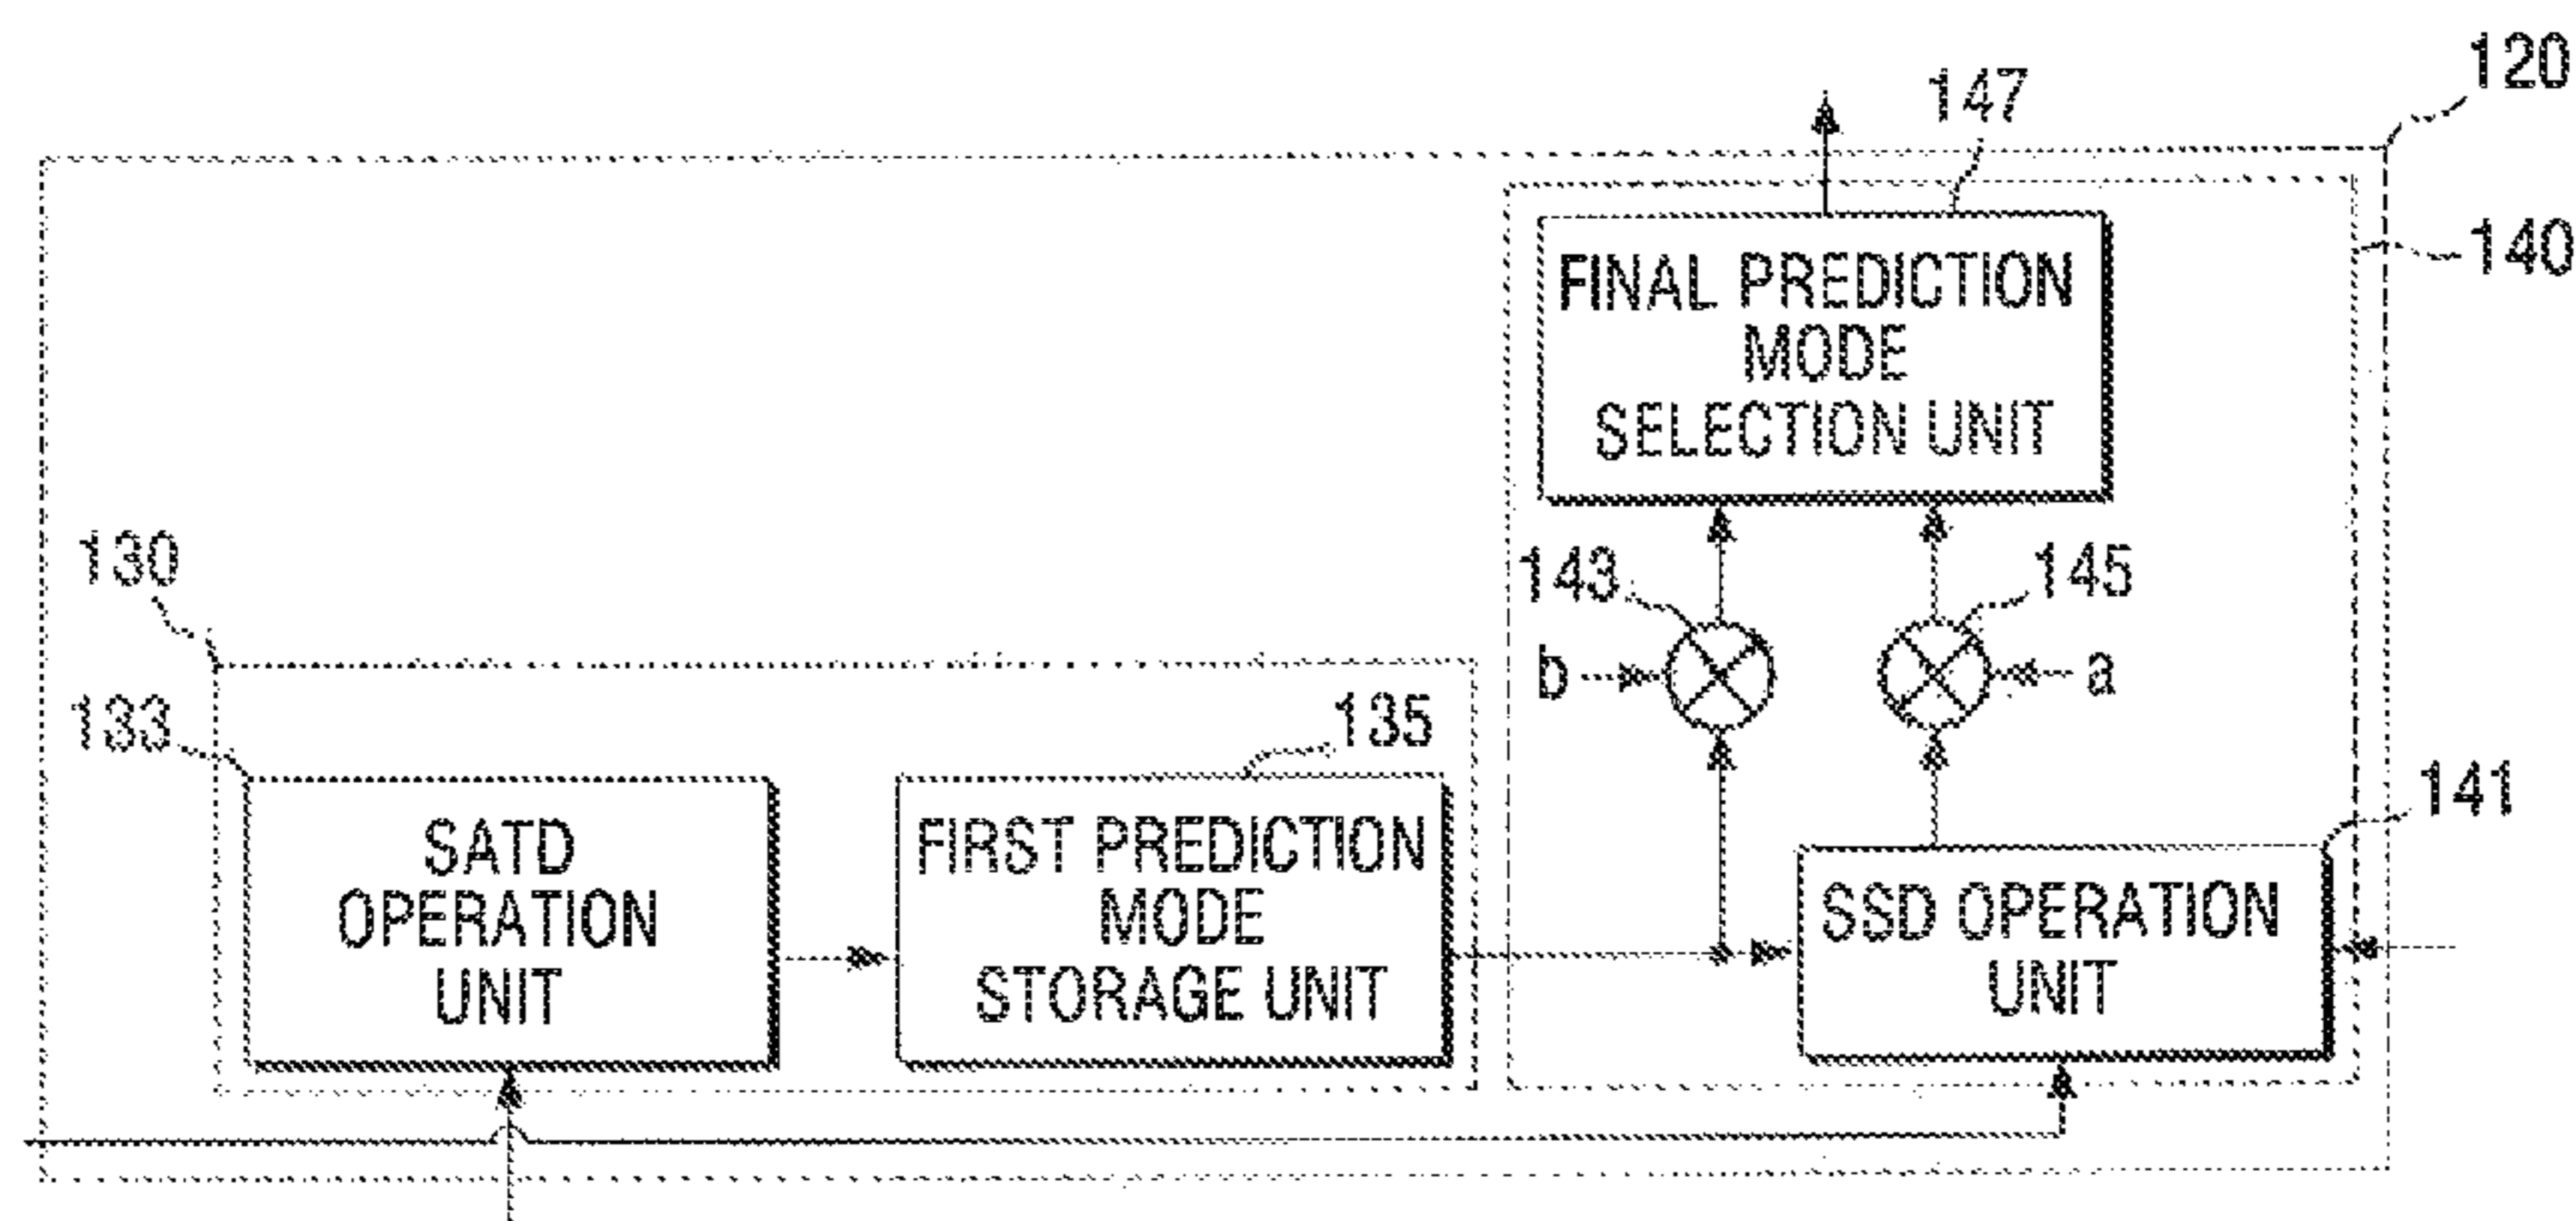 120
147
140
FINAL PREDICTION
MODE
SELECTION UNIT
130
143
145
b
a
133
135
141
SATD
OPERATION
UNIT
FIRST PREDICTION
MODE
STORAGE UNIT
SSD OPERATION
UNIT